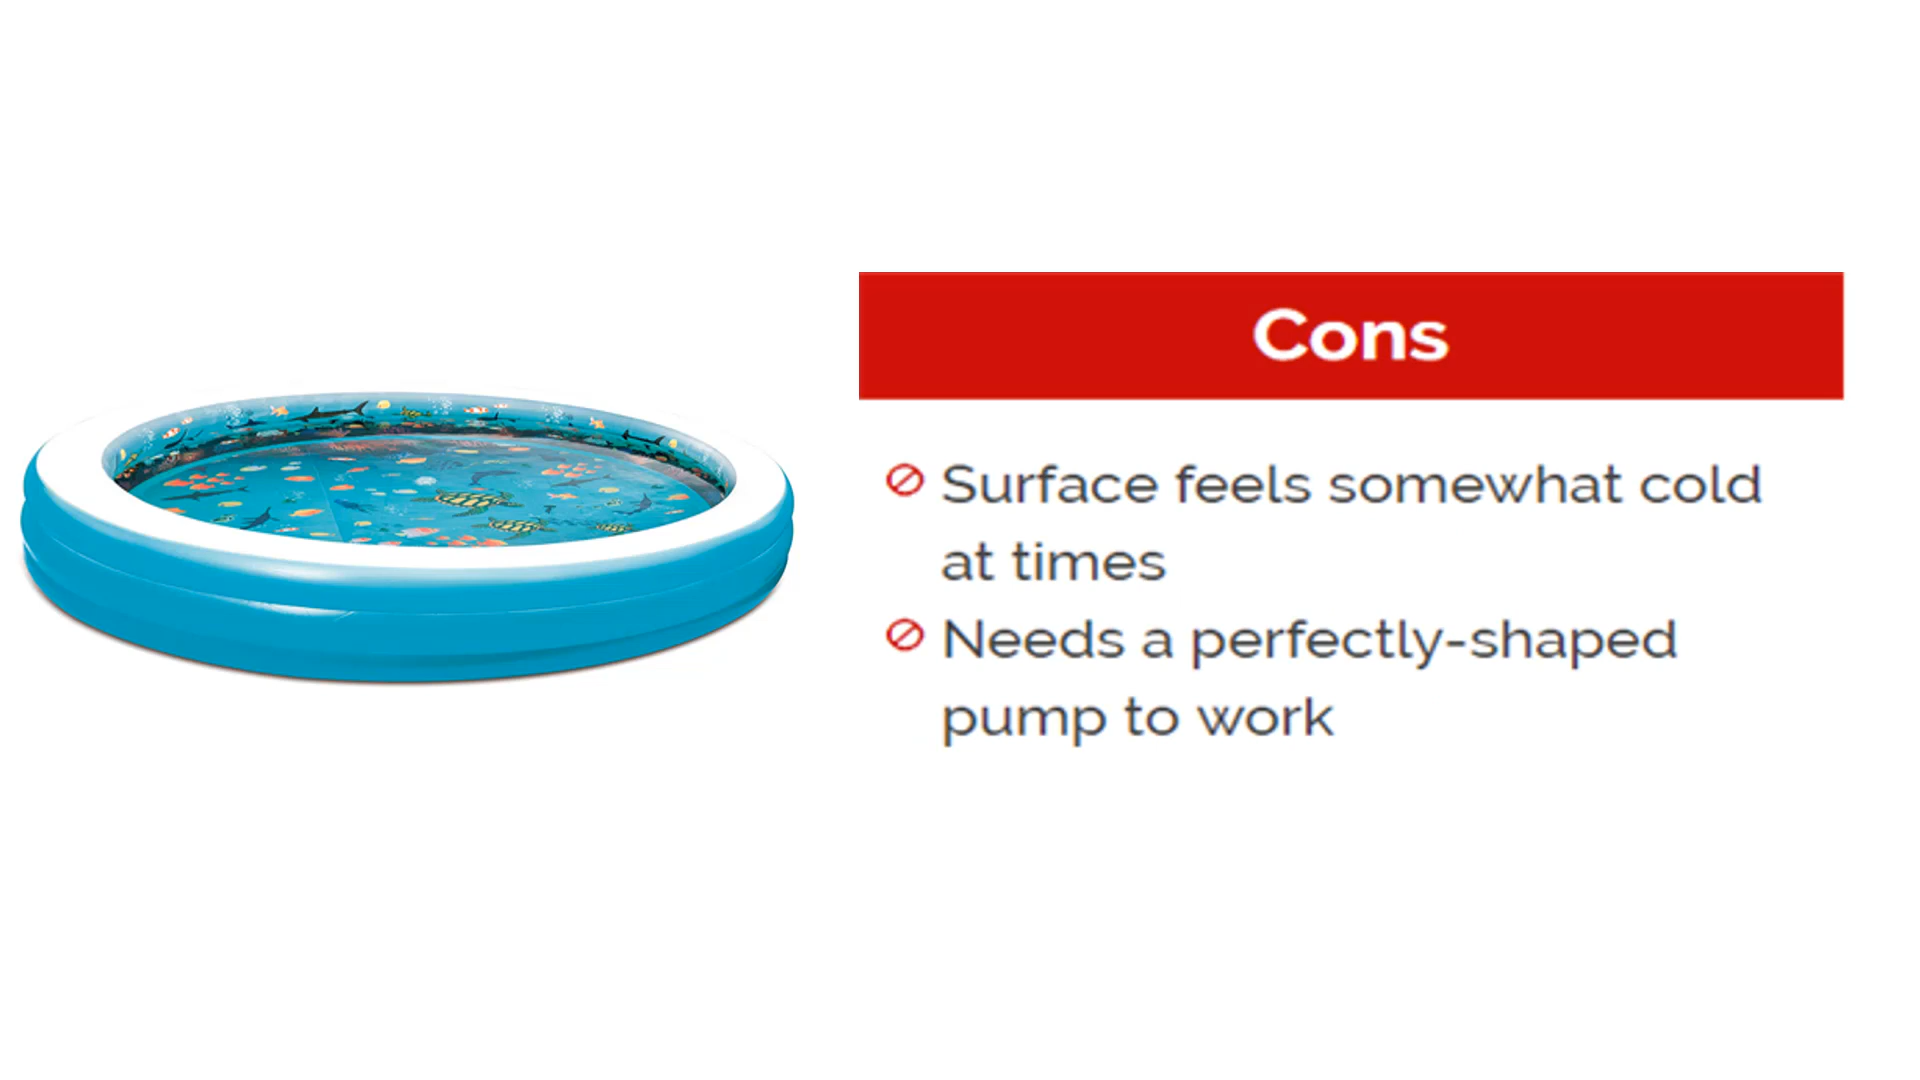 Cons
Surface feels somewhat cold
at times
Needs a perfectly-shaped
pump to work